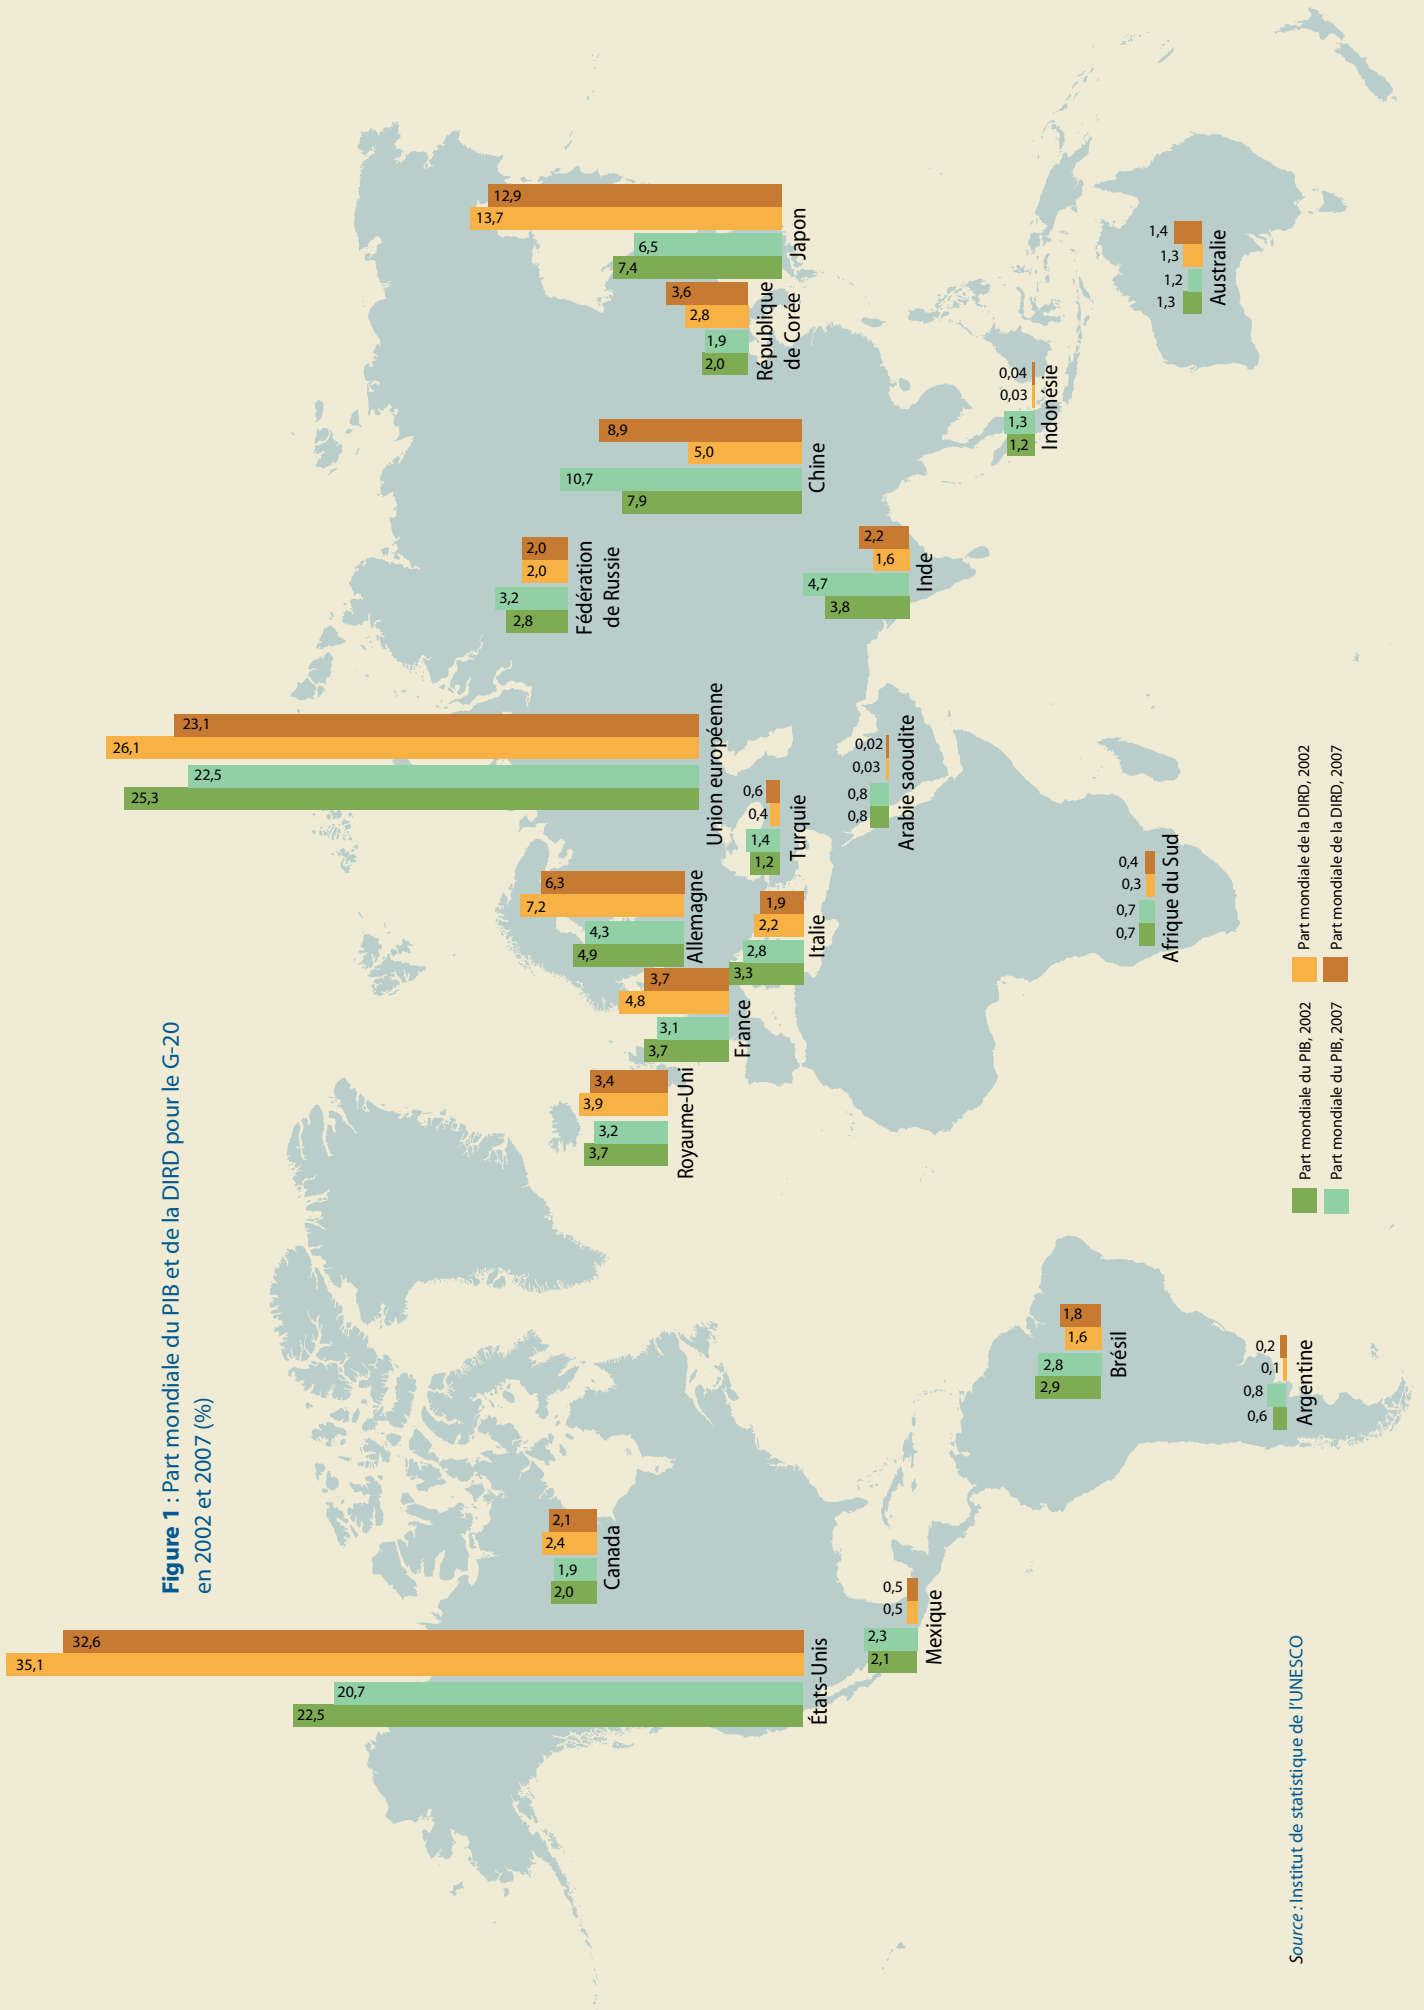 Figure 1 : Part mondiale du PIB et de la DIRD pour le G-20
en 2002 et 2007 (%)
22,5
20,7
35,1
32,6
États-Unis
2,0
1,9
2,4
2,1
Canada
2,1
2,3
0,5
0,5
Mexique
2,9
2,8
1,6
1,8
Brésil
0,6
0,8
0,1
0,2
Argentine
3,7
3,2
3,9
3,4
Royaume-Uni
3,7
3,1
4,8
3,7
France
4,9
4,3
7,2
6,3
Allemagne
3,3
2,8
2,2
1,9
Italie
25,3
22,5
26,1
23,1
Union européenne
1,2
1,4
0,4
0,6
Turquie
0,8
0,8
0,03
0,02
Arabie saoudite
0,7
0,7
0,3
0,4
Afrique du Sud
2,8
3,2
2,0
2,0
Fédération
de Russie
3,8
4,7
1,6
2,2
Inde
7,9
10,7
5,0
8,9
Chine
2,0
1,9
2,8
3,6
République
de Corée
7,4
6,5
13,7
12,9
Japon
1,2
1,3
0,03
0,04
Indonésie
1,3
1,2
1,3
1,4
Australie
Part mondiale du PIB, 2002
Part mondiale du PIB, 2007
Part mondiale de la DIRD, 2002
Part mondiale de la DIRD, 2007
Source : Institut de statistique de l’UNESCO